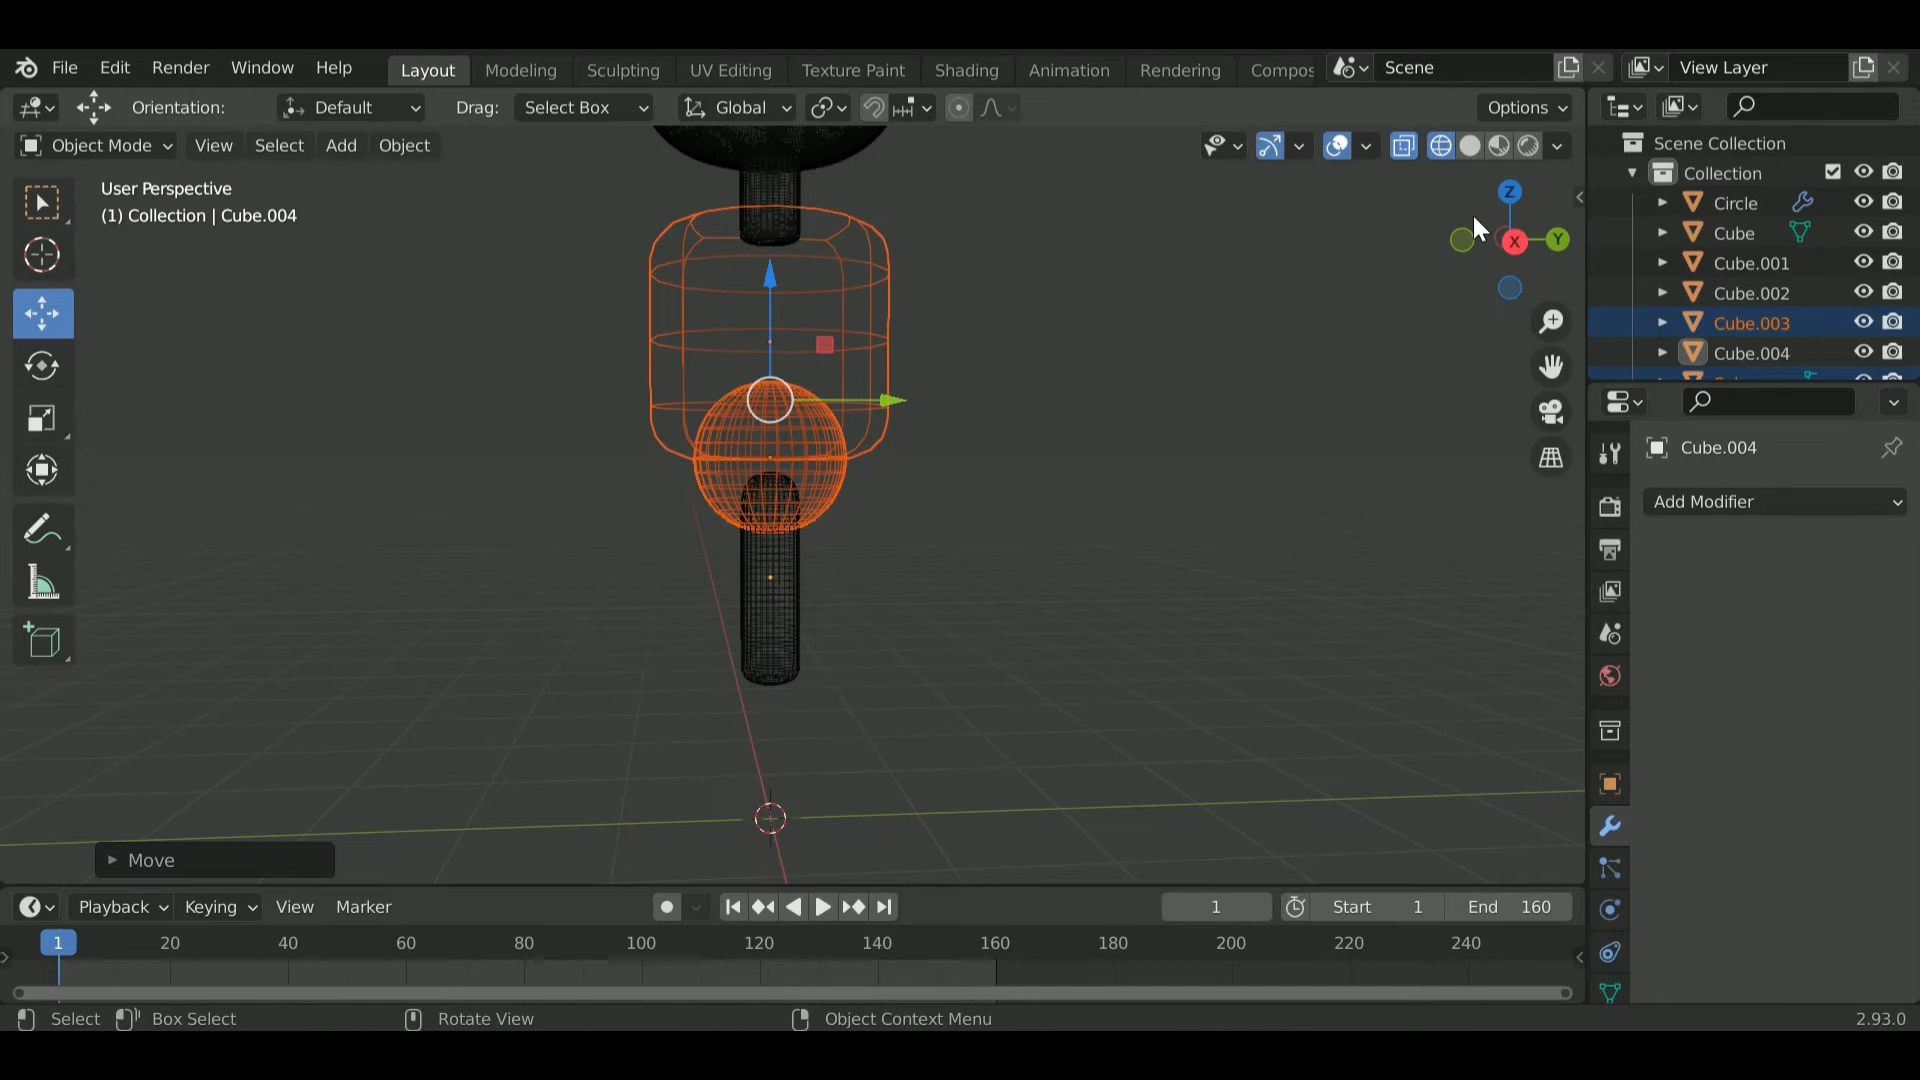 File Edit Render Window Help Layout Modeling Sculpting UV Editing Texture Paint Shading Animation Rendering Compos Scene View Layer
Orientation: Default Drag: Select Box Global Options
Object Mode View Select Add Object
User Perspective
(1) Collection | Cube.004
Z
X
Y
Scene Collection
Collection
Circle
Cube
Cube.001
Cube.002
Cube.003
Cube.004
Cube.004
Add Modifier
Move
Playback Keying View Marker 1 Start 1 End 160
1 20 40 60 80 100 120 140 160 180 200 220 240
Select Box Select Rotate View Object Context Menu 2.93.0